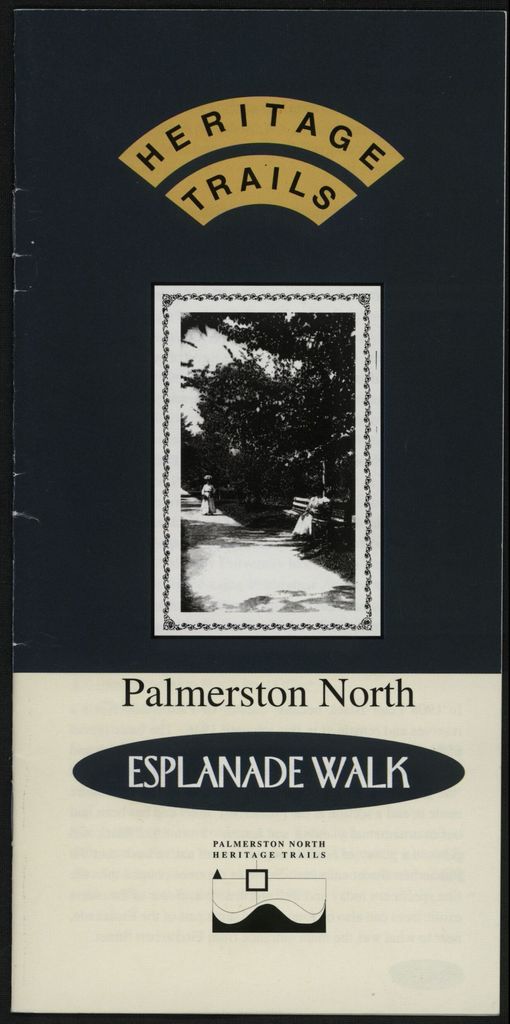 HERITAGE
TRAILS
Palmerston North
ESPLANADE WALK
PALMERSTON NORTH
HERITAGE TRAILS